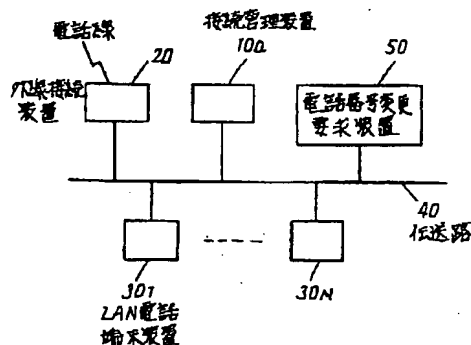 電話線
20
外線接続
装置
接続管理装置
10a
50
電話番号変更
要求装置
40
伝送路
301
30N
LAN電話
端末装置